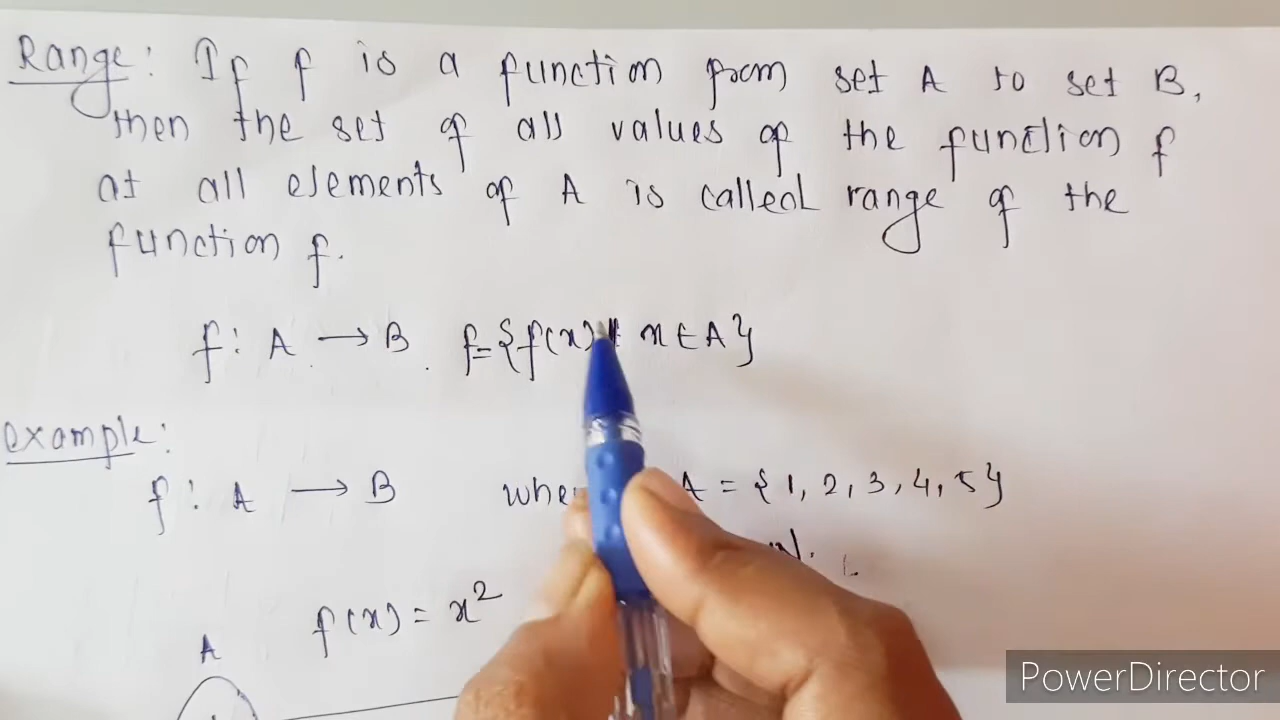 Range: If f is a function from set A to set B,
then the set of all values of the function f
at all elements of A is called range of the
function f.
f : A → B. f = {f(x) x ∈ A}
example:
f : A → B A = {1, 2, 3, 4, 5}
N.
f(x) = x²
A
PowerDirector